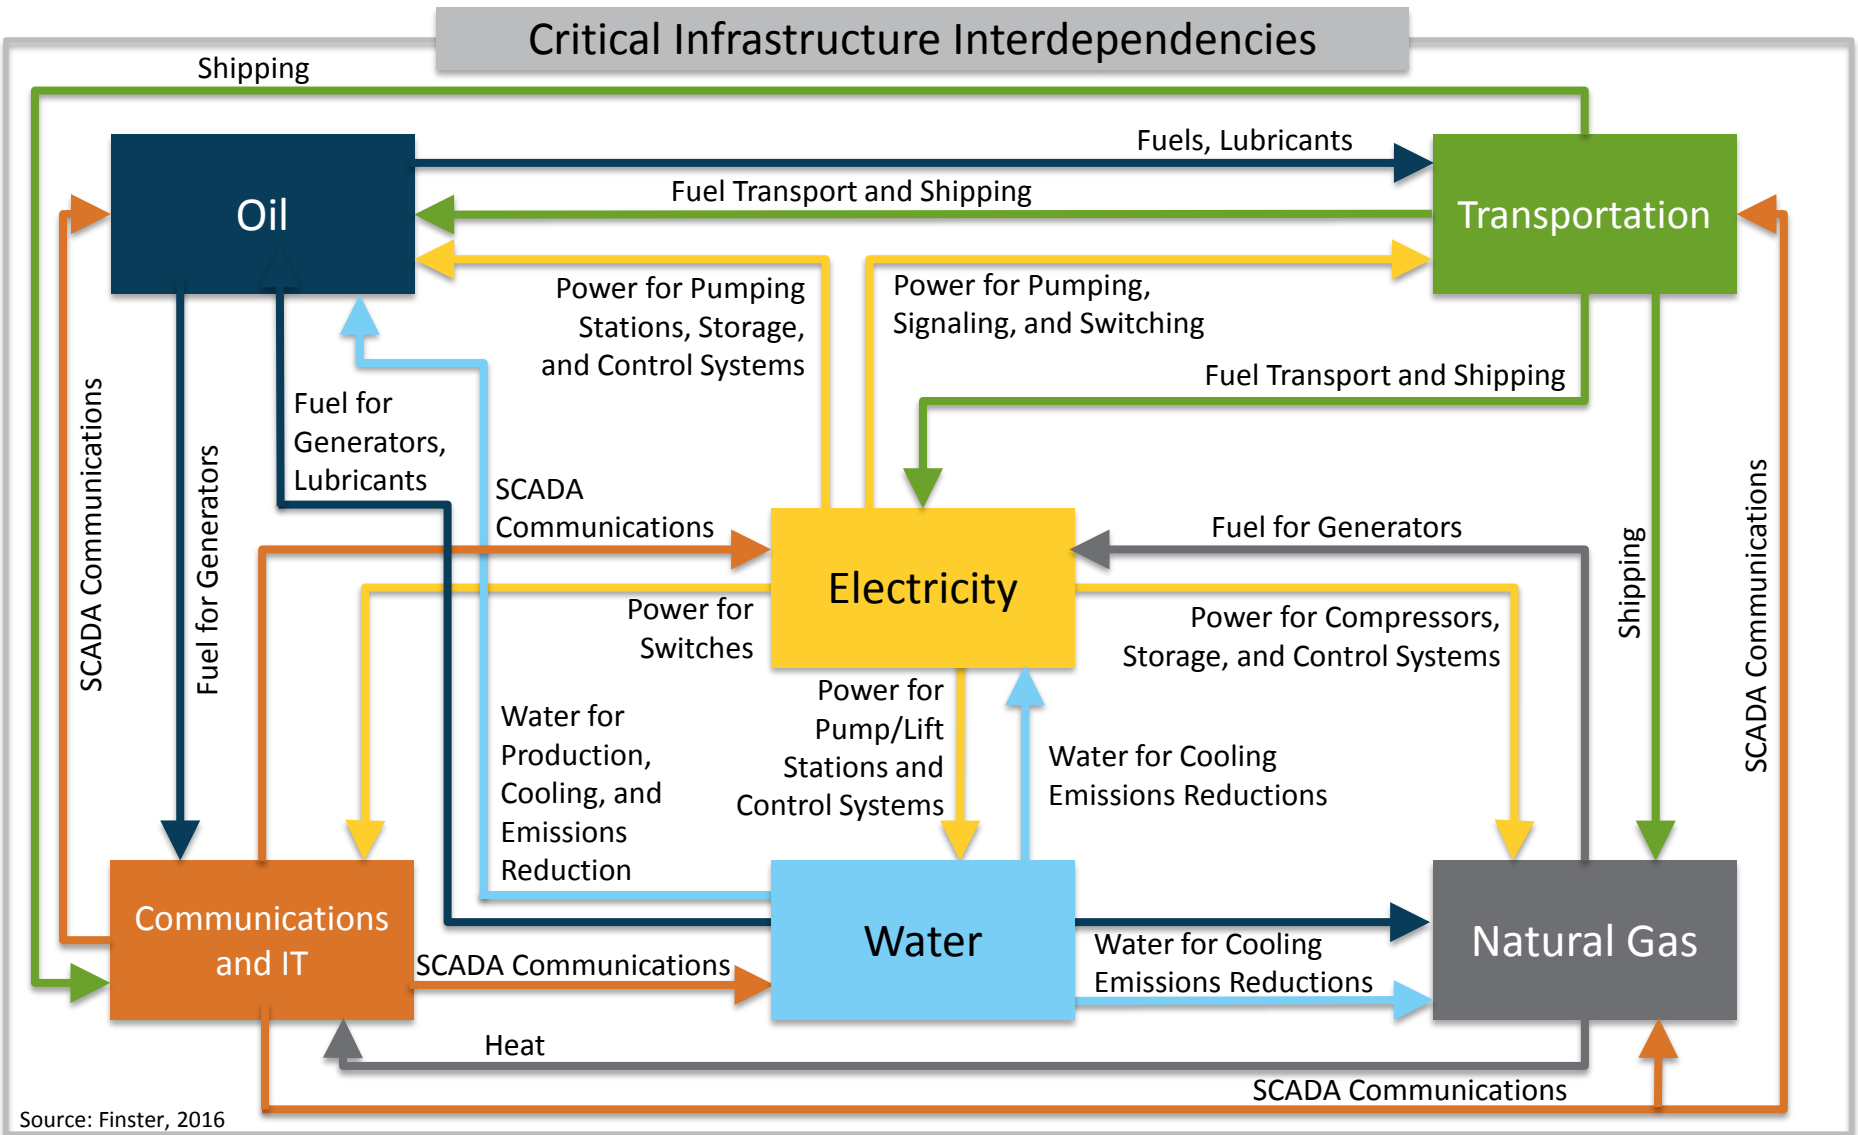 Critical Infrastructure Interdependencies
Shipping
Fuels, Lubricants
Oil
Fuel Transport and Shipping
Transportation
Power for Pumping
Stations, Storage,
and Control Systems
Power for Pumping,
Signaling, and Switching
Fuel Transport and Shipping
SCADA Communications
Fuel for Generators
Fuel for
Generators,
Lubricants
SCADA
Communications
Fuel for Generators
Shipping
SCADA Communications
Electricity
Power for
Switches
Power for Compressors,
Storage, and Control Systems
Water for
Production,
Cooling, and
Emissions
Reduction
Power for
Pump/Lift
Stations and
Control Systems
Water for Cooling
Emissions Reductions
Communications
and IT
SCADA Communications
Water
Water for Cooling
Emissions Reductions
Natural Gas
Heat
SCADA Communications
Source: Finster, 2016